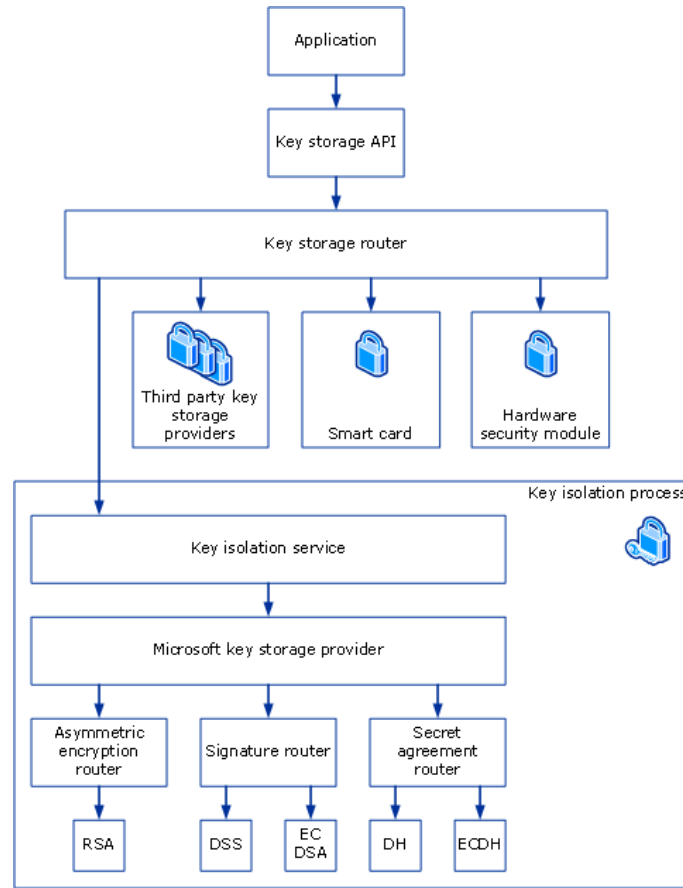 Application
Key storage API
Key storage router
Third party key
storage
providers
Smart card
Hardware
security module
Key isolation process
Key isolation service
Microsoft key storage provider
Asymmetric
encryption
router
Signature router
Secret
agreement
router
RSA
DSS
EC
DSA
DH
ECDH